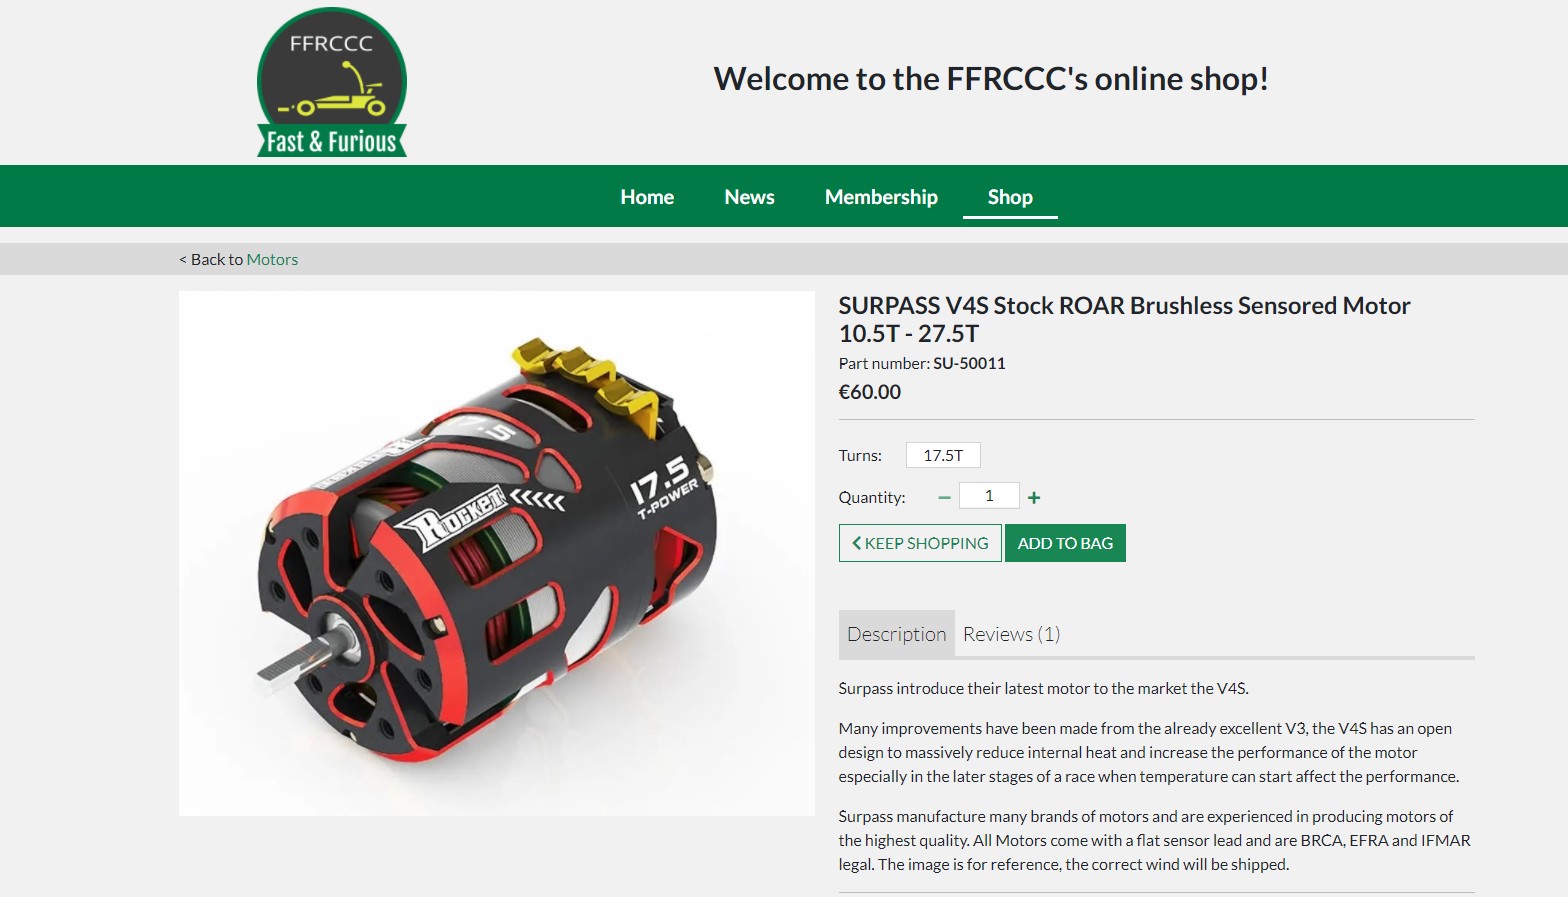 FFRCCC
Fast & Furious
Welcome to the FFRCCC's online shop!
Home News Membership Shop
< Back to Motors
17.5
ROCKET
17.5
T-POWER
SURPASS V4S Stock ROAR Brushless Sensored Motor
10.5T - 27.5T
Part number: SU-50011
€60.00
Turns: 17.5T
Quantity: − 1 +
KEEP SHOPPING ADD TO BAG
Description Reviews (1)
Surpass introduce their latest motor to the market the V4S.
Many improvements have been made from the already excellent V3, the V4S has an open
design to massively reduce internal heat and increase the performance of the motor
especially in the later stages of a race when temperature can start affect the performance.
Surpass manufacture many brands of motors and are experienced in producing motors of
the highest quality. All Motors come with a flat sensor lead and are BRCA, EFRA and IFMAR
legal. The image is for reference, the correct wind will be shipped.